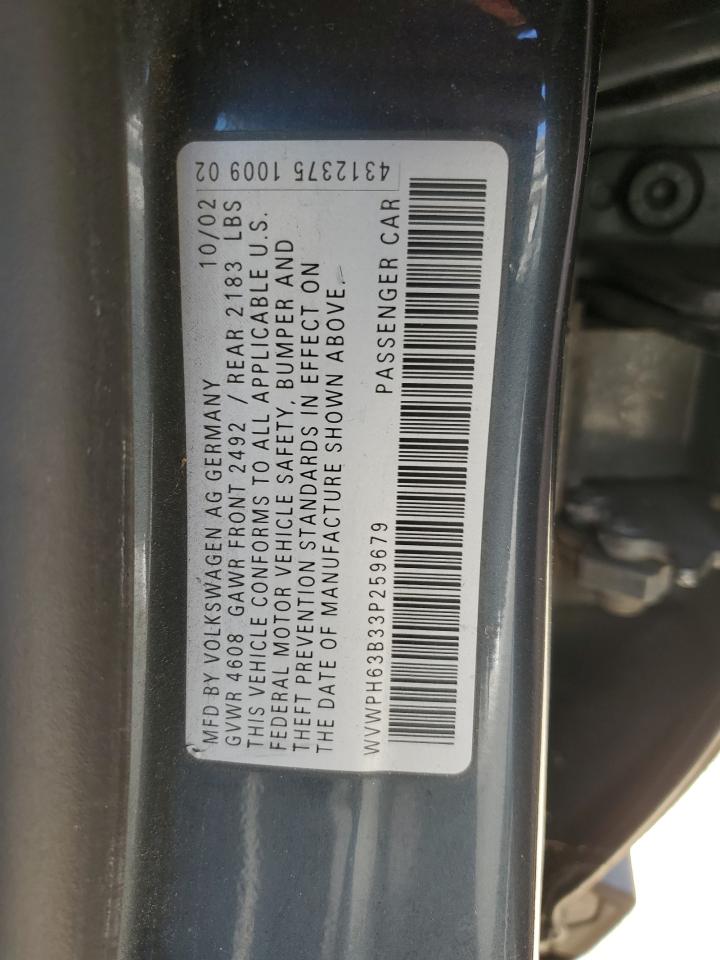 MFD BY VOLKSWAGEN AG GERMANY 10/02
GVWR 4608 GAWR FRONT 2492 / REAR 2183 LBS
THIS VEHICLE CONFORMS TO ALL APPLICABLE U.S.
FEDERAL MOTOR VEHICLE SAFETY, BUMPER AND
THEFT PREVENTION STANDARDS IN EFFECT ON
THE DATE OF MANUFACTURE SHOWN ABOVE.
WVWPH63B33P259679 PASSENGER CAR
4312375 1009 02